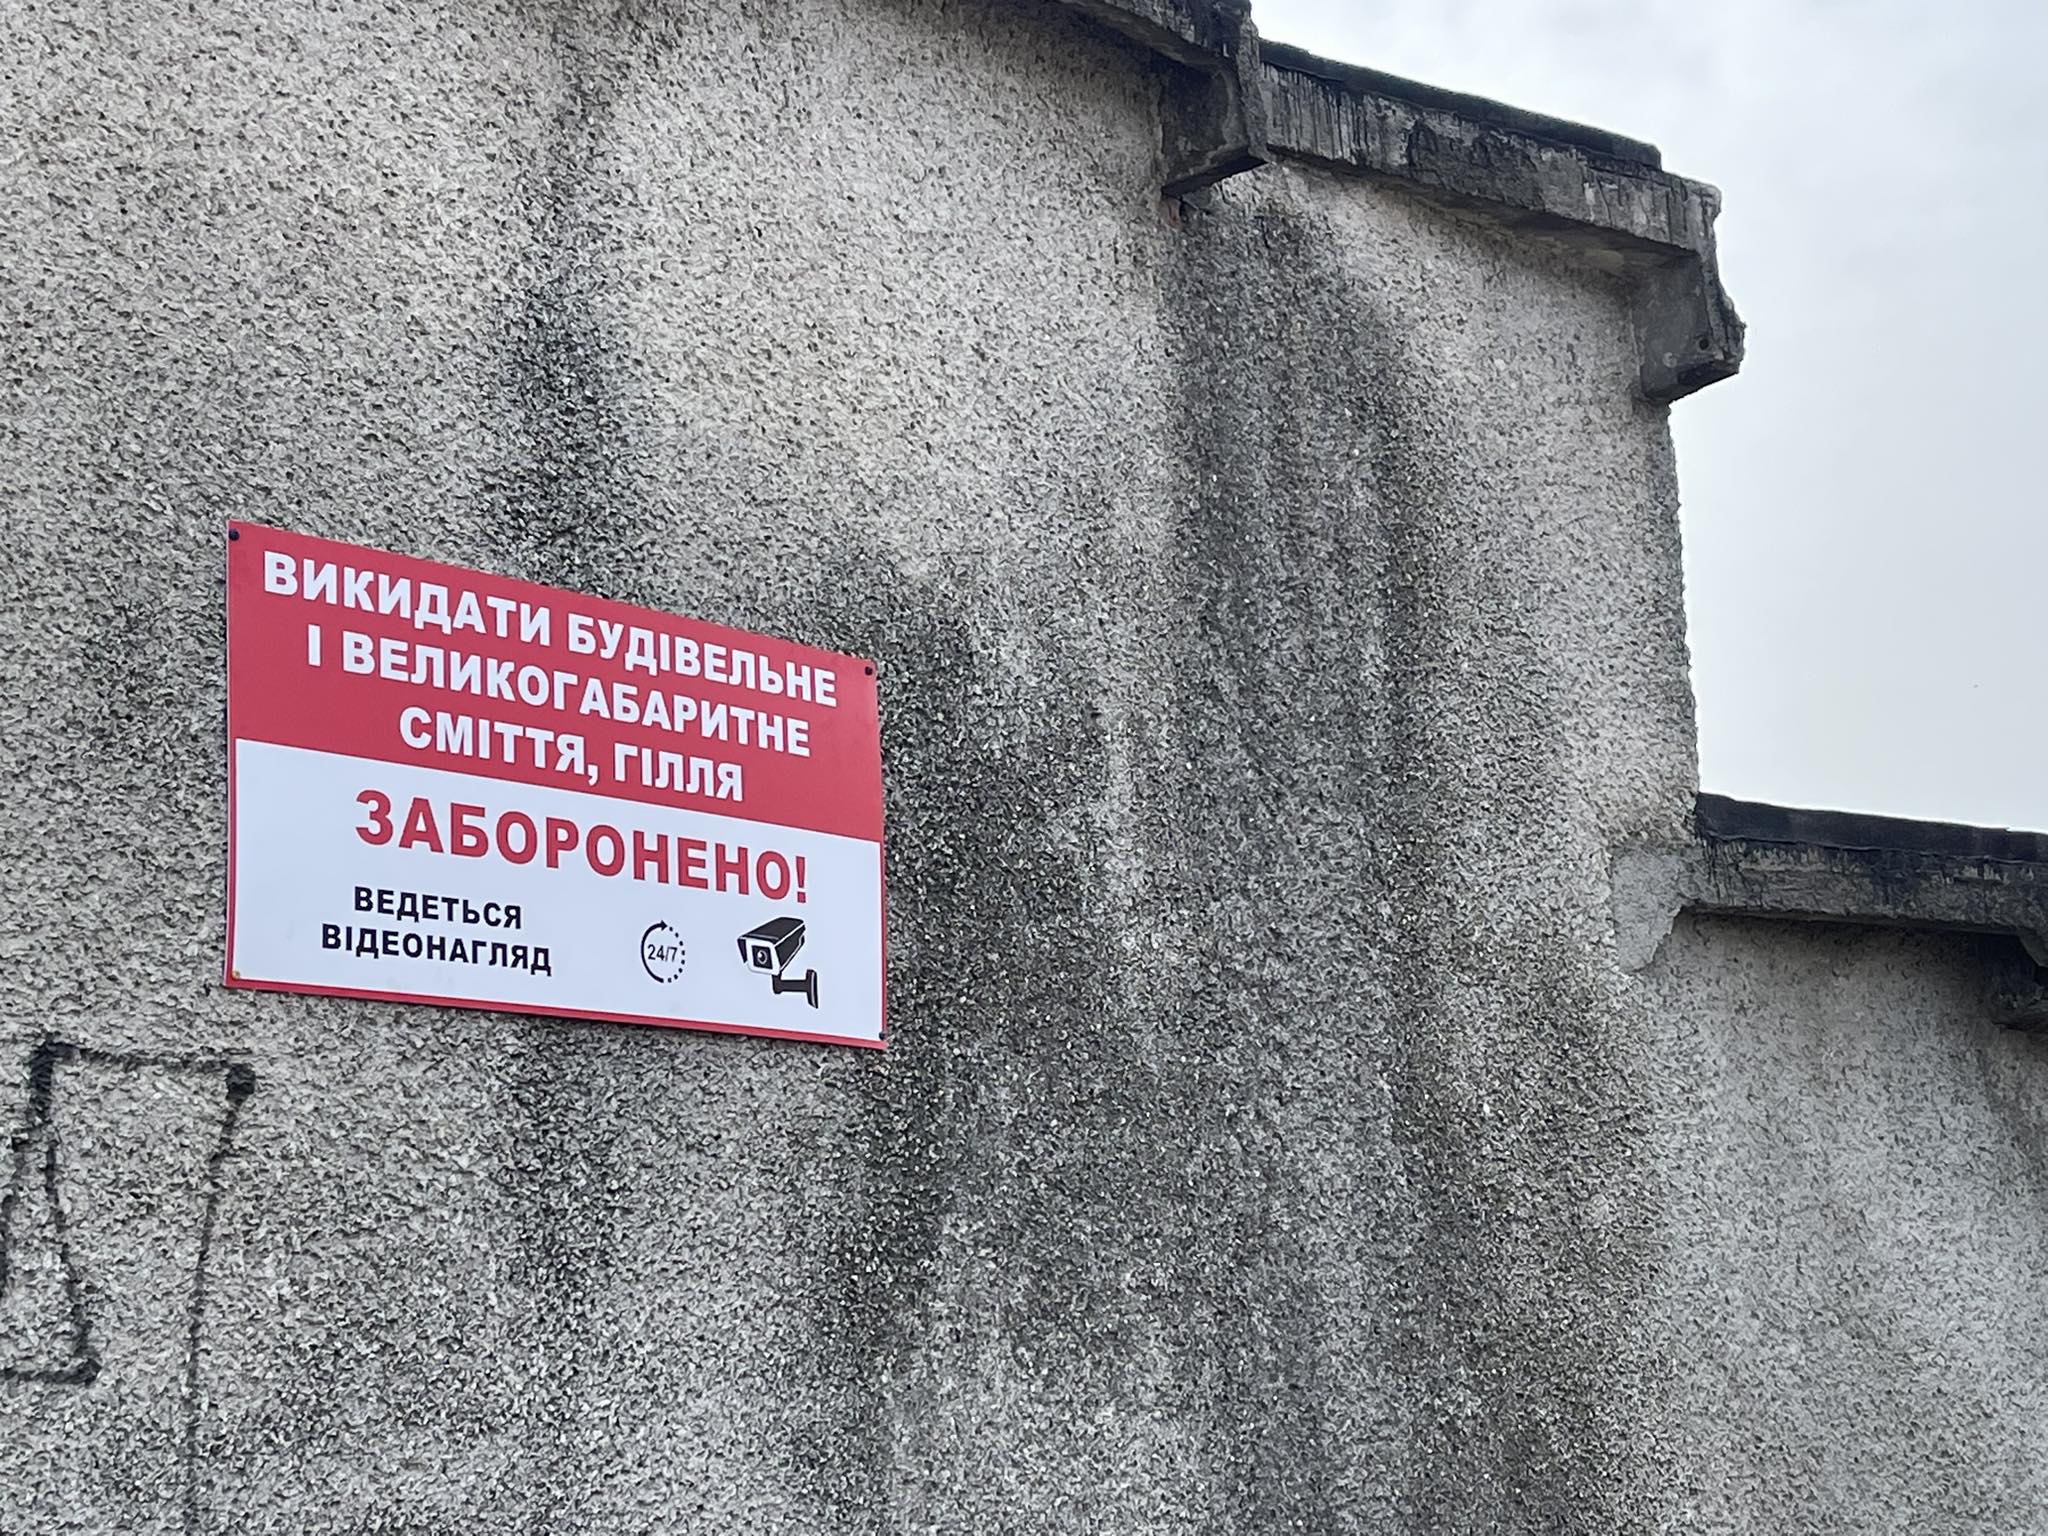 ВИКИДАТИ БУДІВЕЛЬНЕ
І ВЕЛИКОГАБАРИТНЕ
СМІТТЯ, ГІЛЛЯ
ЗАБОРОНЕНО!
ВЕДЕТЬСЯ
ВІДЕОНАГЛЯД
24/7